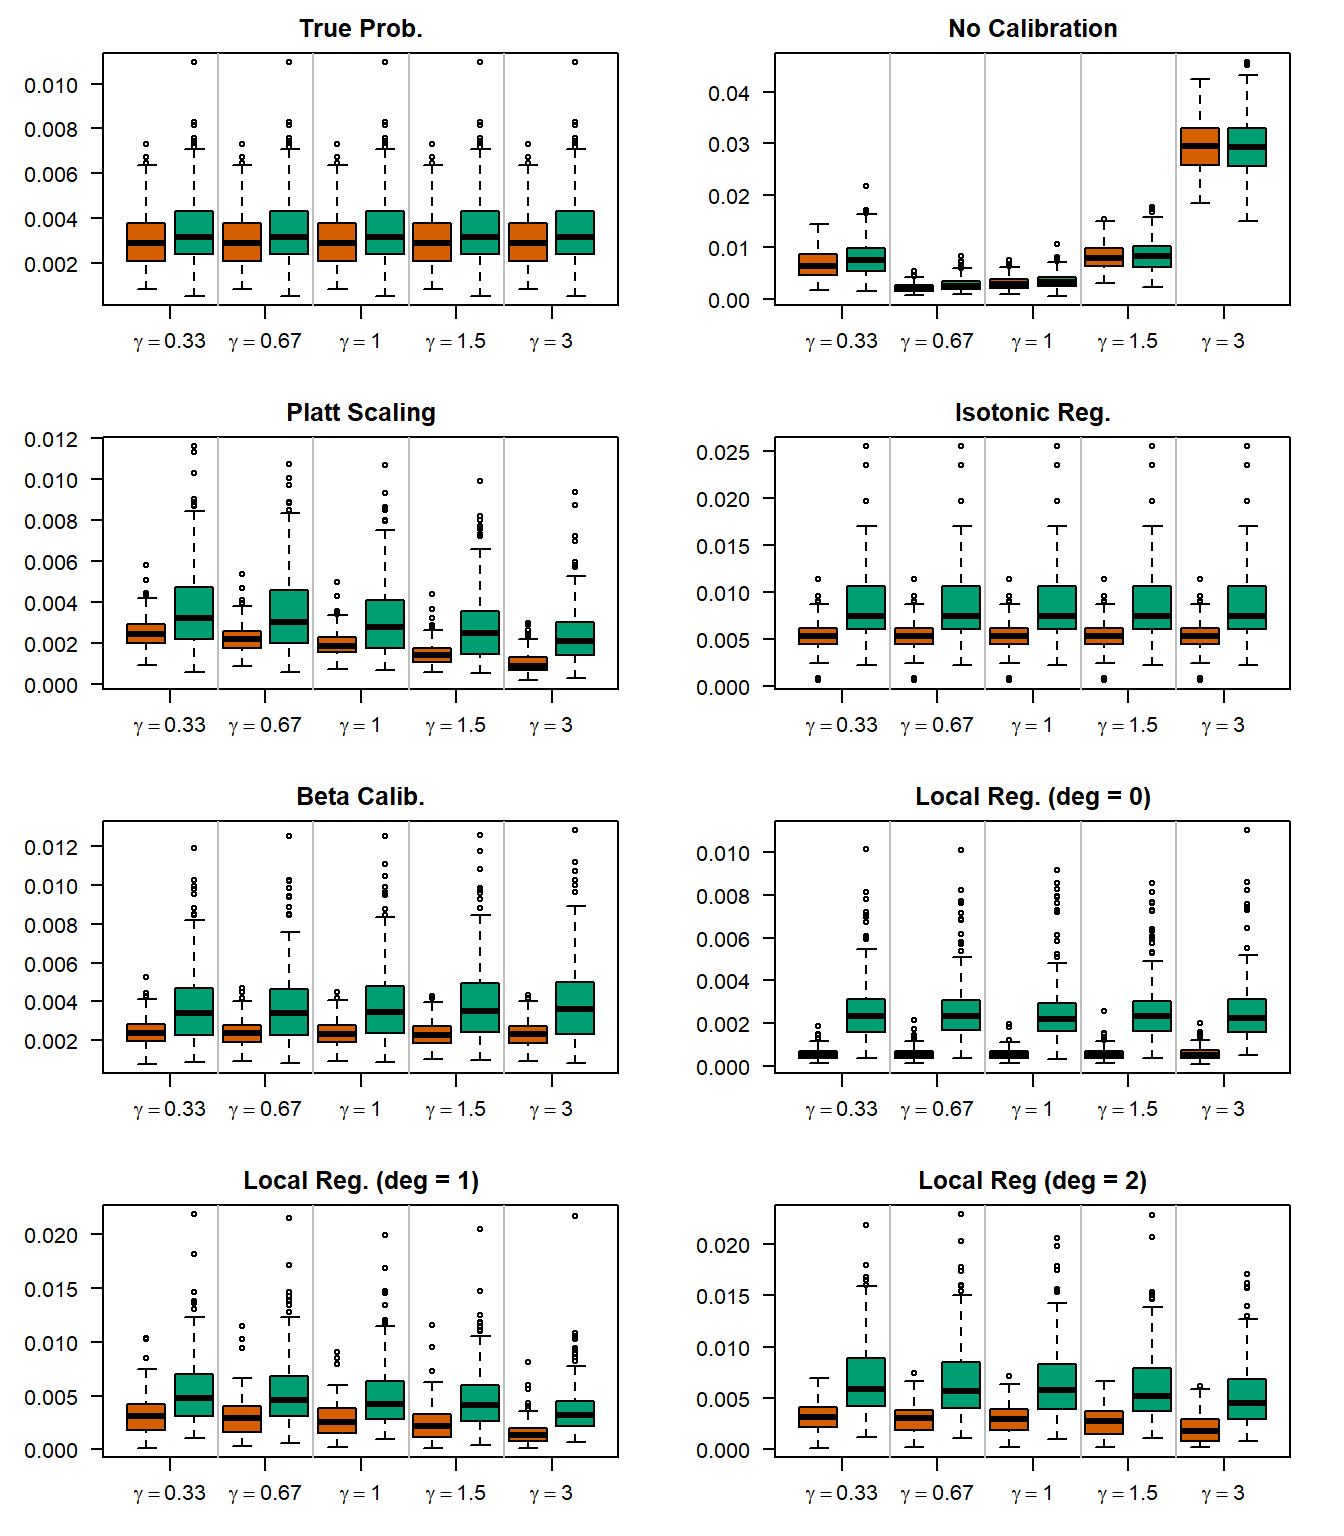 True Prob.
0.010
0.008
0.006
0.004
0.002
γ = 0.33 γ = 0.67 γ = 1 γ = 1.5 γ = 3
No Calibration
0.04
0.03
0.02
0.01
0.00
γ = 0.33 γ = 0.67 γ = 1 γ = 1.5 γ = 3
Platt Scaling
0.012
0.010
0.008
0.006
0.004
0.002
0.000
γ = 0.33 γ = 0.67 γ = 1 γ = 1.5 γ = 3
Isotonic Reg.
0.025
0.020
0.015
0.010
0.005
0.000
γ = 0.33 γ = 0.67 γ = 1 γ = 1.5 γ = 3
Beta Calib.
0.012
0.010
0.008
0.006
0.004
0.002
γ = 0.33 γ = 0.67 γ = 1 γ = 1.5 γ = 3
Local Reg. (deg = 0)
0.010
0.008
0.006
0.004
0.002
0.000
γ = 0.33 γ = 0.67 γ = 1 γ = 1.5 γ = 3
Local Reg. (deg = 1)
0.020
0.015
0.010
0.005
0.000
γ = 0.33 γ = 0.67 γ = 1 γ = 1.5 γ = 3
Local Reg (deg = 2)
0.020
0.015
0.010
0.005
0.000
γ = 0.33 γ = 0.67 γ = 1 γ = 1.5 γ = 3